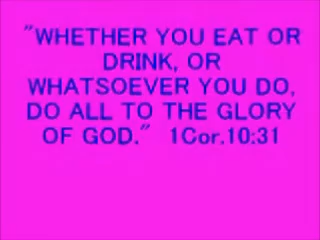 "WHETHER YOU EAT OR
DRINK, OR
WHATSOEVER YOU DO,
DO ALL TO THE GLORY
OF GOD." 1Cor.10:31